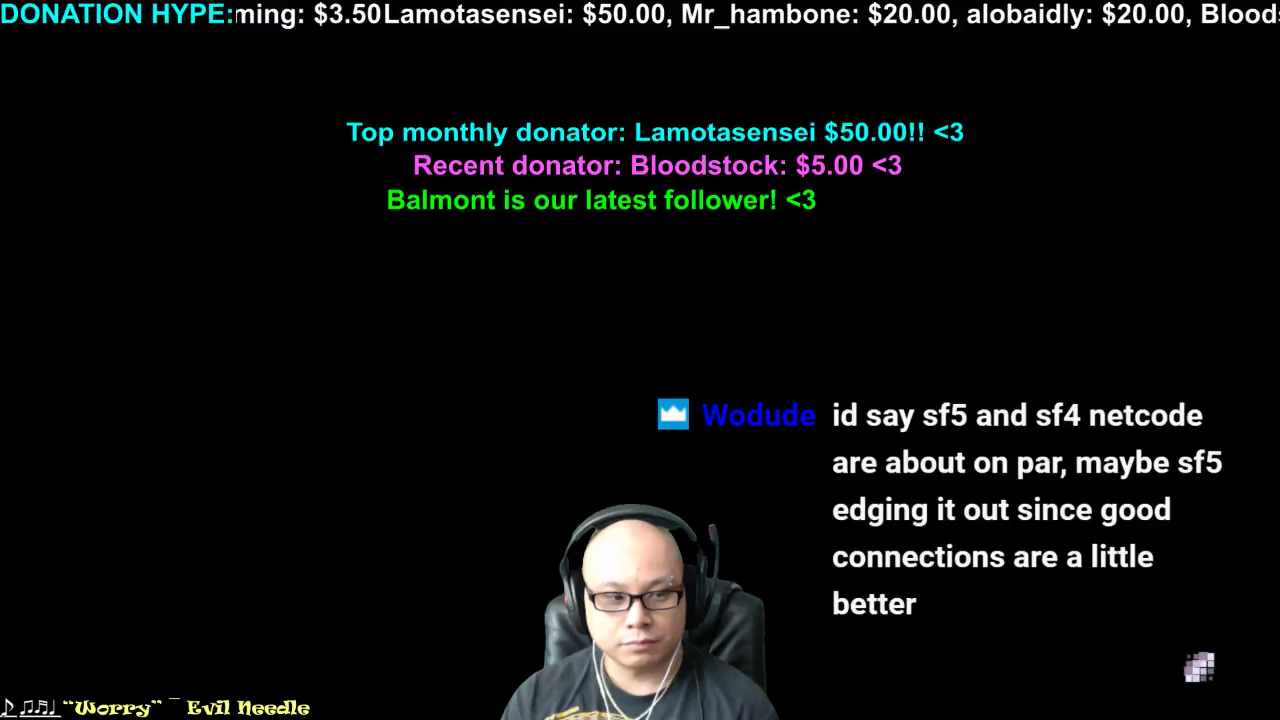 DONATION HYPE:ming: $3.50Lamotasensei: $50.00, Mr_hambone: $20.00, alobaidly: $20.00, Bloods
Top monthly donator: Lamotasensei $50.00!! <3
Recent donator: Bloodstock: $5.00 <3
Balmont is our latest follower! <3
Wodude id say sf5 and sf4 netcode
are about on par, maybe sf5
edging it out since good
connections are a little
better
♪ ♫♬♩ "Worry" ¯ Evil Needle